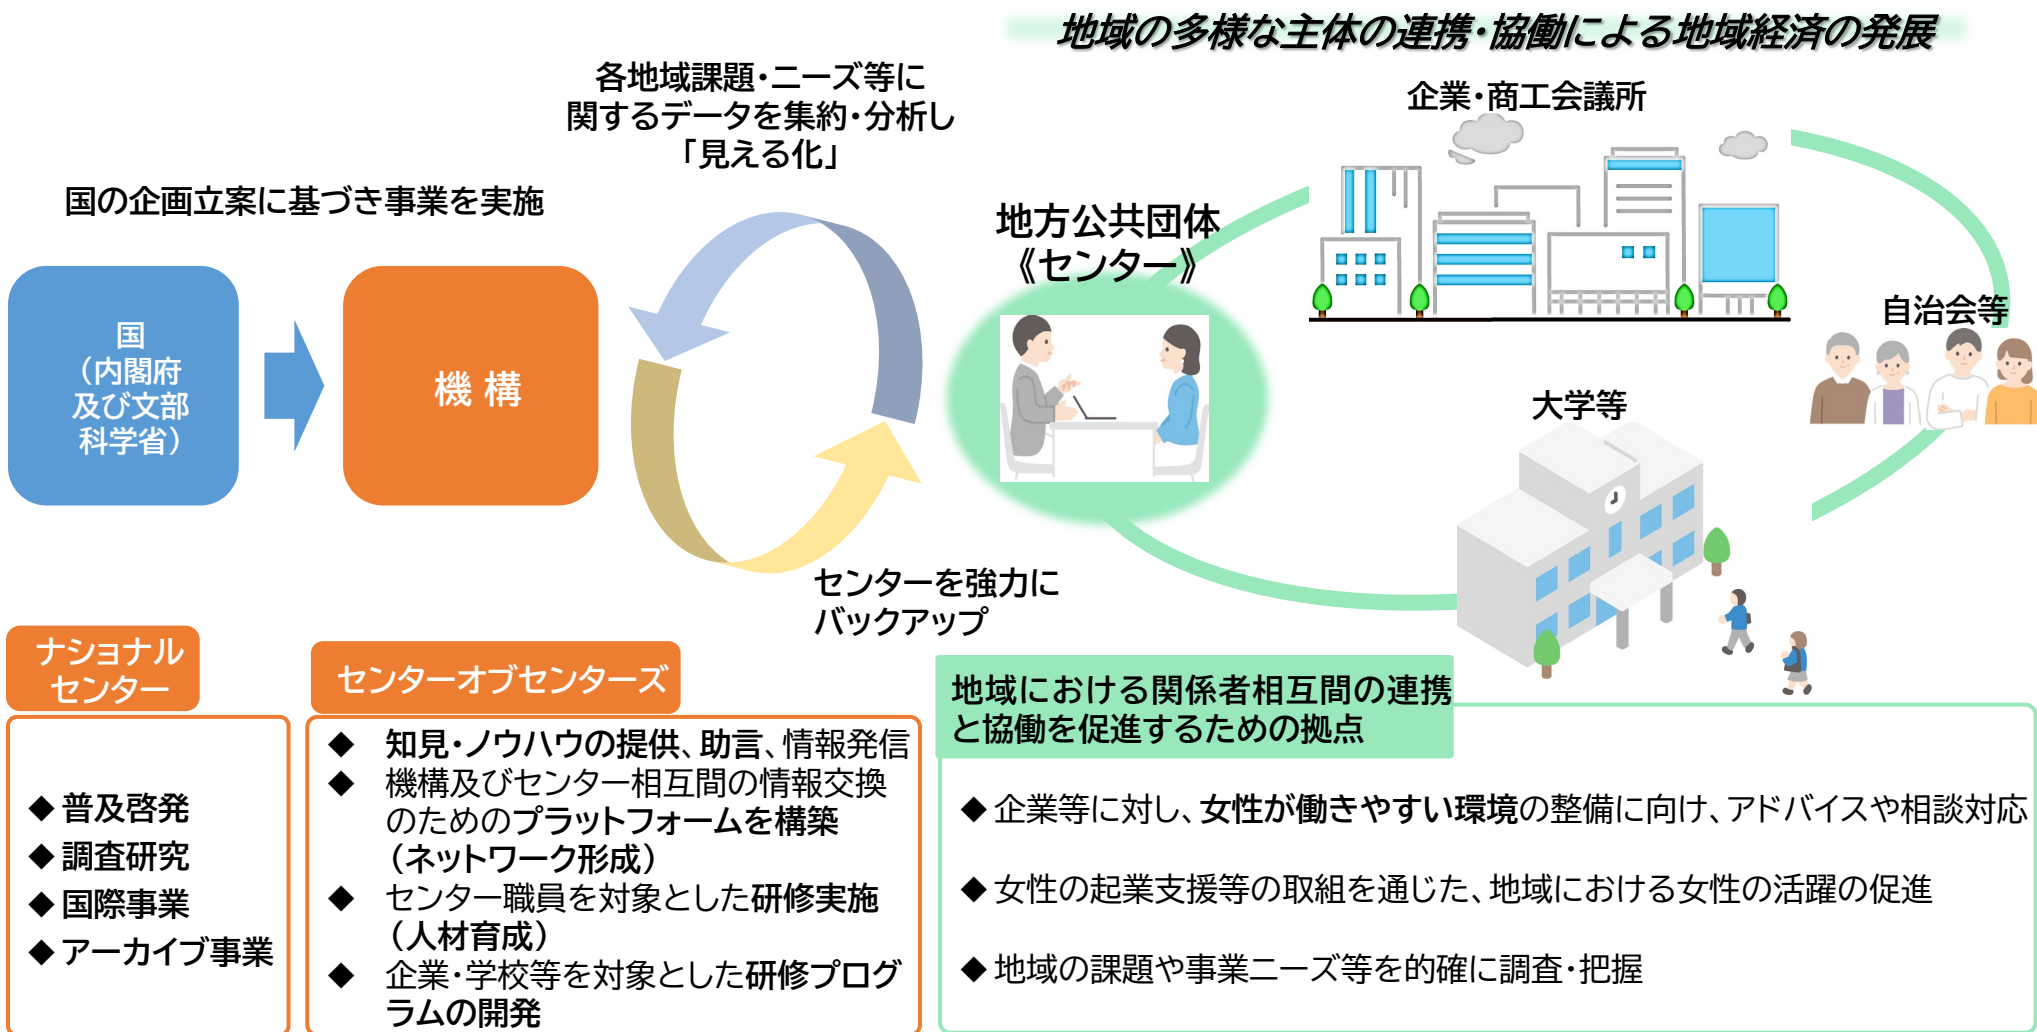 地域の多様な主体の連携・協働による地域経済の発展
各地域課題・ニーズ等に
関するデータを集約・分析し
「見える化」
企業・商工会議所
国の企画立案に基づき事業を実施
地方公共団体
《センター》
国
（内閣府
及び文部
科学省）
機 構
自治会等
大学等
センターを強力に
バックアップ
ナショナル
センター
◆ 普及啓発
◆ 調査研究
◆ 国際事業
◆ アーカイブ事業
センターオブセンターズ
◆ 知見・ノウハウの提供、助言、情報発信
◆ 機構及びセンター相互間の情報交換
のためのプラットフォームを構築
（ネットワーク形成）
◆ センター職員を対象とした研修実施
（人材育成）
◆ 企業・学校等を対象とした研修プログ
ラムの開発
地域における関係者相互間の連携
と協働を促進するための拠点
◆ 企業等に対し、女性が働きやすい環境の整備に向け、アドバイスや相談対応
◆ 女性の起業支援等の取組を通じた、地域における女性の活躍の促進
◆ 地域の課題や事業ニーズ等を的確に調査・把握